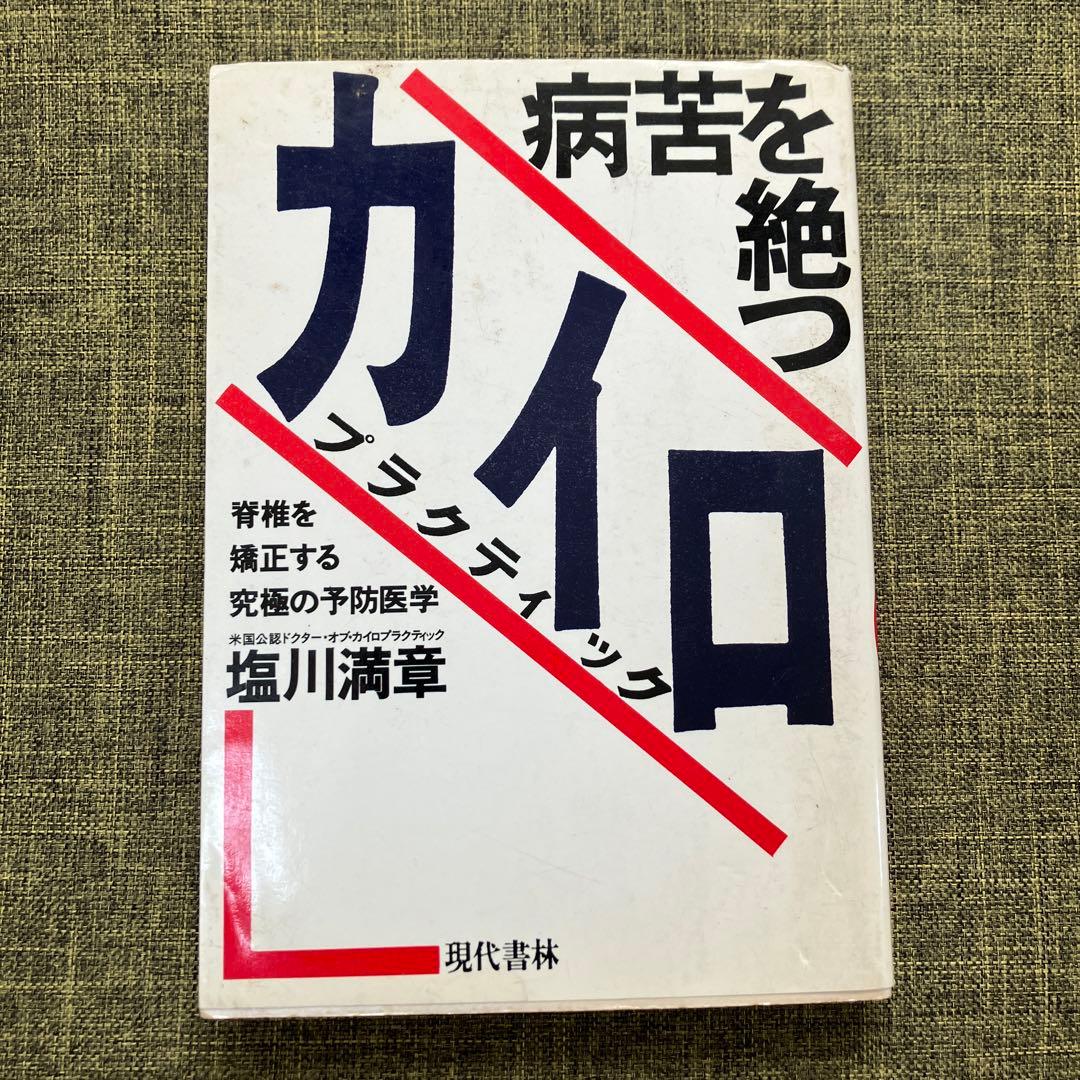 病苦を絶つ
カイロ
プラクティック
脊椎を
矯正する
究極の予防医学
米国公認ドクター・オブ・カイロプラクティック
塩川満章
現代書林